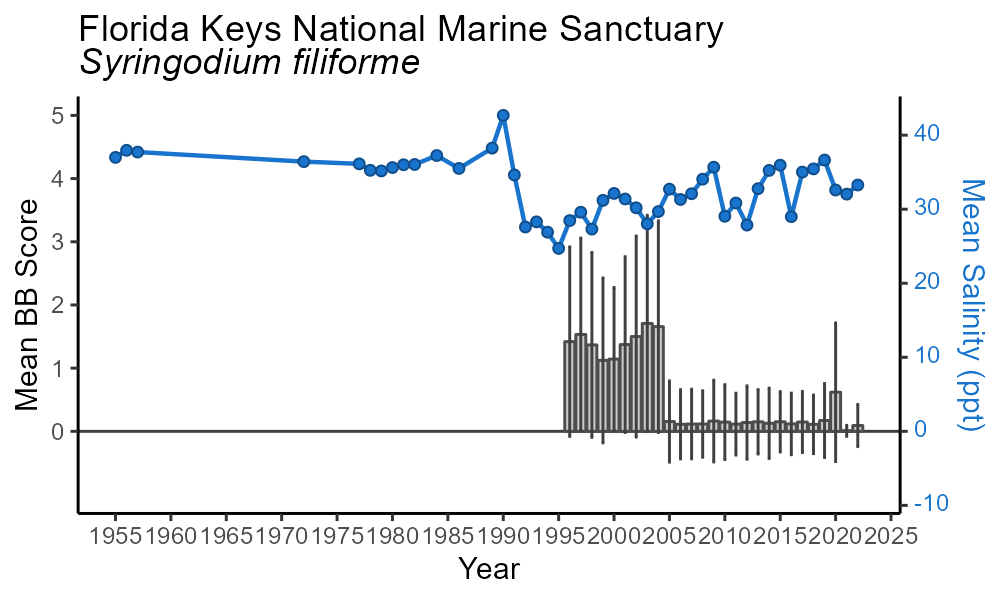 Florida Keys National Marine Sanctuary
Syringodium filiforme
Mean BB Score
5
4
3
2
1
0
40
30
20
10
0
-10
Mean Salinity (ppt)
1955 1960 1965 1970 1975 1980 1985 1990 1995 2000 2005 2010 2015 2020 2025
Year